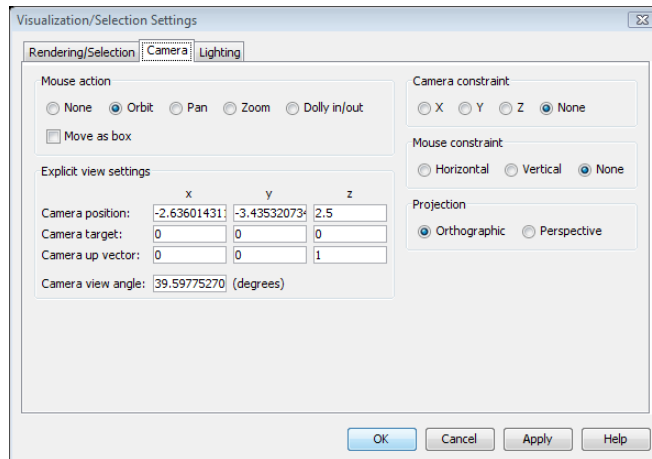 Visualization/Selection Settings
Rendering/Selection Camera Lighting
Mouse action
None Orbit Pan Zoom Dolly in/out
Move as box
Explicit view settings
x y z
Camera position: -2.636014311 -3.435320734 2.5
Camera target: 0 0 0
Camera up vector: 0 0 1
Camera view angle: 39.59775270 (degrees)
Camera constraint
X Y Z None
Mouse constraint
Horizontal Vertical None
Projection
Orthographic Perspective
OK Cancel Apply Help